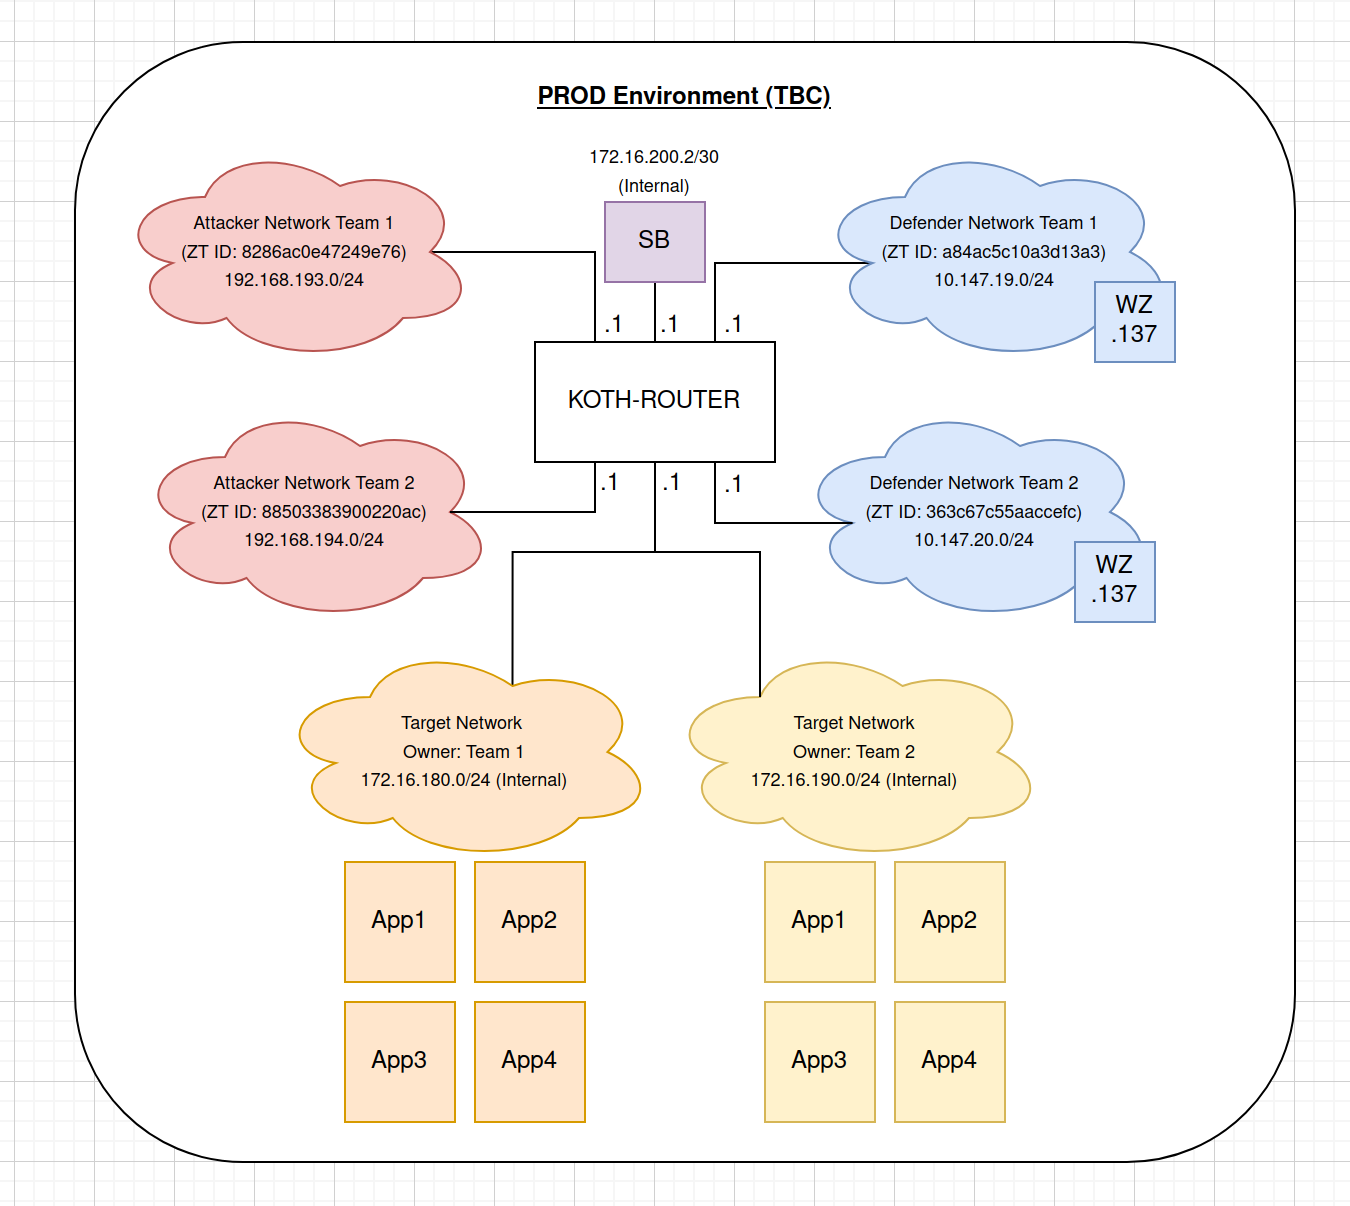 PROD Environment (TBC)
172.16.200.2/30
(Internal)
SB
Attacker Network Team 1
(ZT ID: 8286ac0e47249e76)
192.168.193.0/24
Defender Network Team 1
(ZT ID: a84ac5c10a3d13a3)
10.147.19.0/24
WZ
.137
.1
.1
.1
KOTH-ROUTER
.1
.1
.1
Attacker Network Team 2
(ZT ID: 88503383900220ac)
192.168.194.0/24
Defender Network Team 2
(ZT ID: 363c67c55aaccefc)
10.147.20.0/24
WZ
.137
Target Network
Owner: Team 1
172.16.180.0/24 (Internal)
Target Network
Owner: Team 2
172.16.190.0/24 (Internal)
App1
App2
App3
App4
App1
App2
App3
App4